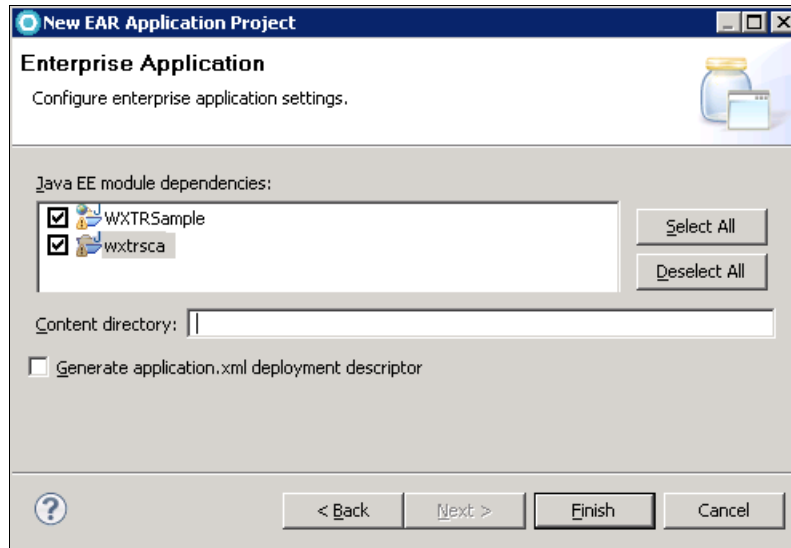 New EAR Application Project
Enterprise Application
Configure enterprise application settings.
Java EE module dependencies:
WXTRSample
wxtrsca
Select All
Deselect All
Content directory:
Generate application.xml deployment descriptor
?
< Back
Next >
Finish
Cancel